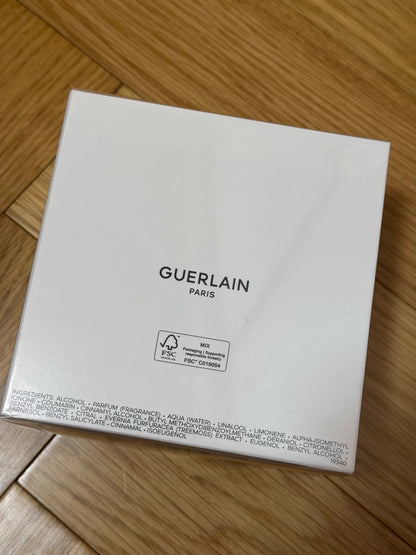 GUERLAIN
PARIS
FSC
MIX
Packaging | Supporting
responsible forestry
FSC® C019054
INGREDIENTS: ALCOHOL • PARFUM (FRAGRANCE) • AQUA (WATER) • LINALOOL • LIMONENE • ALPHA-ISOMETHYL
IONONE • COUMARIN • CINNAMYL ALCOHOL • BUTYL METHOXYDIBENZOYLMETHANE • GERANIOL • CITRONELLOL •
BENZYL BENZOATE • CITRAL • EVERNIA FURFURACEA (TREEMOSS) EXTRACT • EUGENOL • BENZYL ALCOHOL •
FARNESOL • BENZYL SALICYLATE • CINNAMAL • ISOEUGENOL
19340